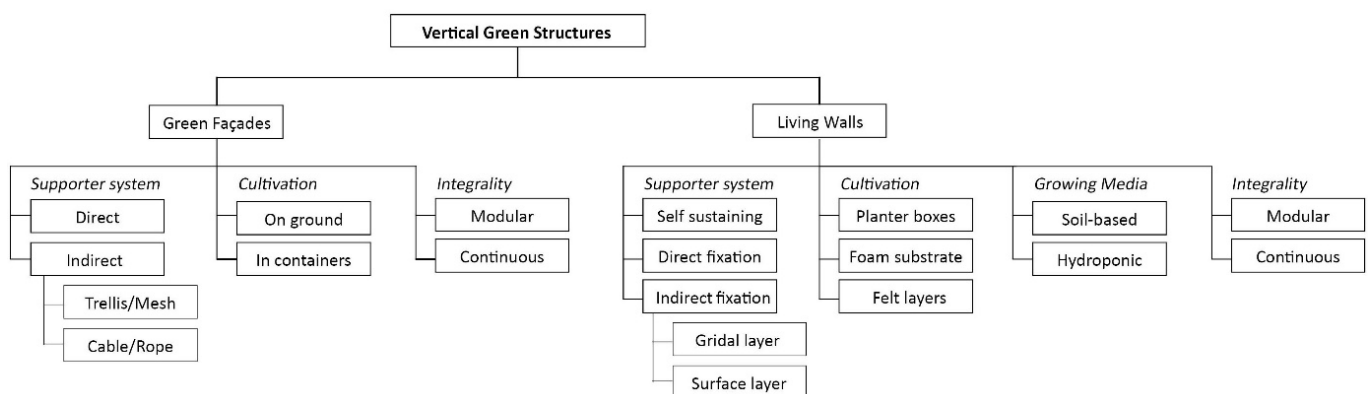 Vertical Green Structures
Green Façades
Living Walls
Supporter system
Cultivation
Integrality
Direct
On ground
Modular
Indirect
In containers
Continuous
Trellis/Mesh
Cable/Rope
Supporter system
Cultivation
Growing Media
Integrality
Self sustaining
Planter boxes
Soil-based
Modular
Direct fixation
Foam substrate
Hydroponic
Continuous
Indirect fixation
Felt layers
Gridal layer
Surface layer